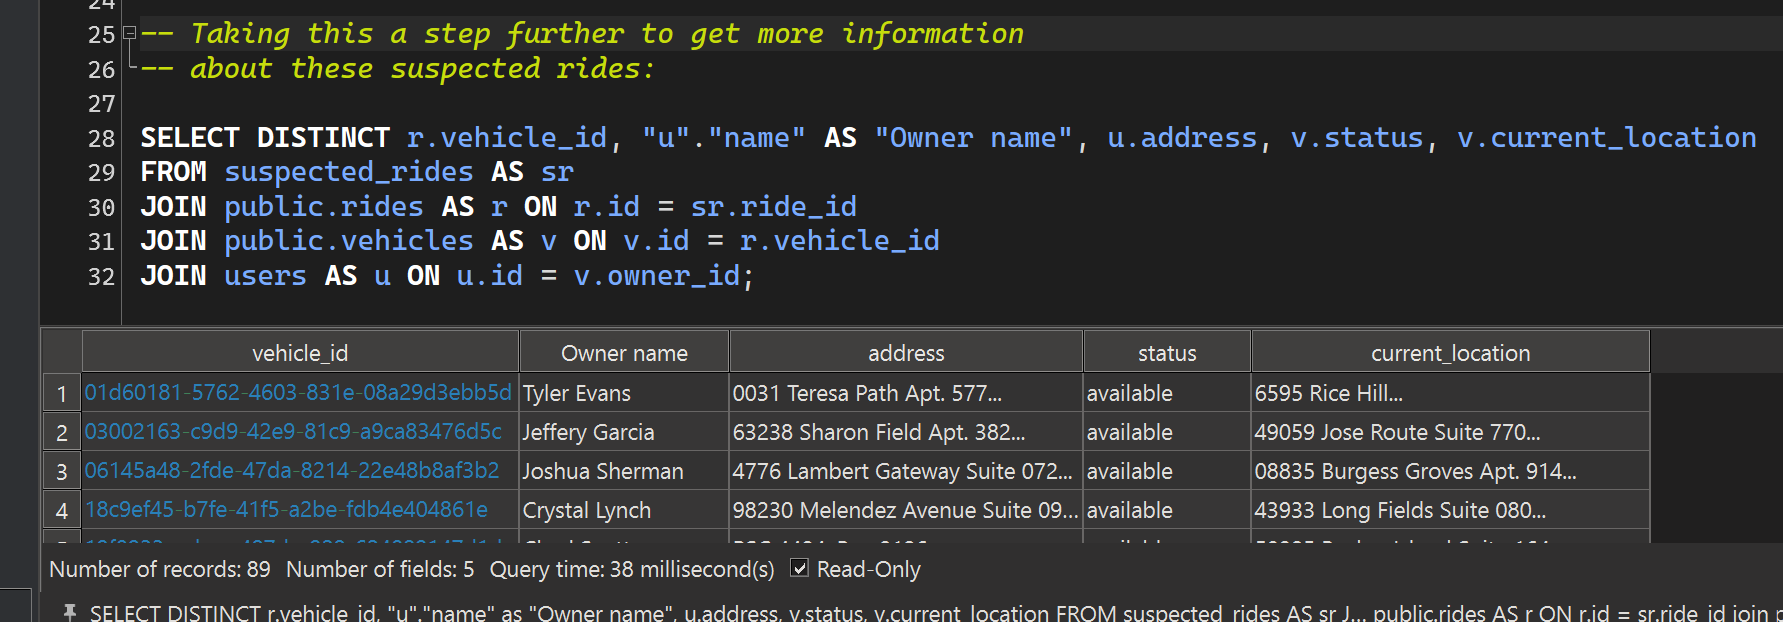 24
25 -- Taking this a step further to get more information
26 -- about these suspected rides:
27
28 SELECT DISTINCT r.vehicle_id, "u"."name" AS "Owner name", u.address, v.status, v.current_location
29 FROM suspected_rides AS sr
30 JOIN public.rides AS r ON r.id = sr.ride_id
31 JOIN public.vehicles AS v ON v.id = r.vehicle_id
32 JOIN users AS u ON u.id = v.owner_id;
vehicle_id Owner name address status current_location
1 01d60181-5762-4603-831e-08a29d3ebb5d Tyler Evans 0031 Teresa Path Apt. 577... available 6595 Rice Hill...
2 03002163-c9d9-42e9-81c9-a9ca83476d5c Jeffery Garcia 63238 Sharon Field Apt. 382... available 49059 Jose Route Suite 770...
3 06145a48-2fde-47da-8214-22e48b8af3b2 Joshua Sherman 4776 Lambert Gateway Suite 072... available 08835 Burgess Groves Apt. 914...
4 18c9ef45-b7fe-41f5-a2be-fdb4e404861e Crystal Lynch 98230 Melendez Avenue Suite 09... available 43933 Long Fields Suite 080...
Number of records: 89 Number of fields: 5 Query time: 38 millisecond(s) Read-Only
SELECT DISTINCT r.vehicle_id, "u"."name" as "Owner name", u.address, v.status, v.current_location FROM suspected_rides AS sr J... public.rides AS r ON r.id = sr.ride_id join